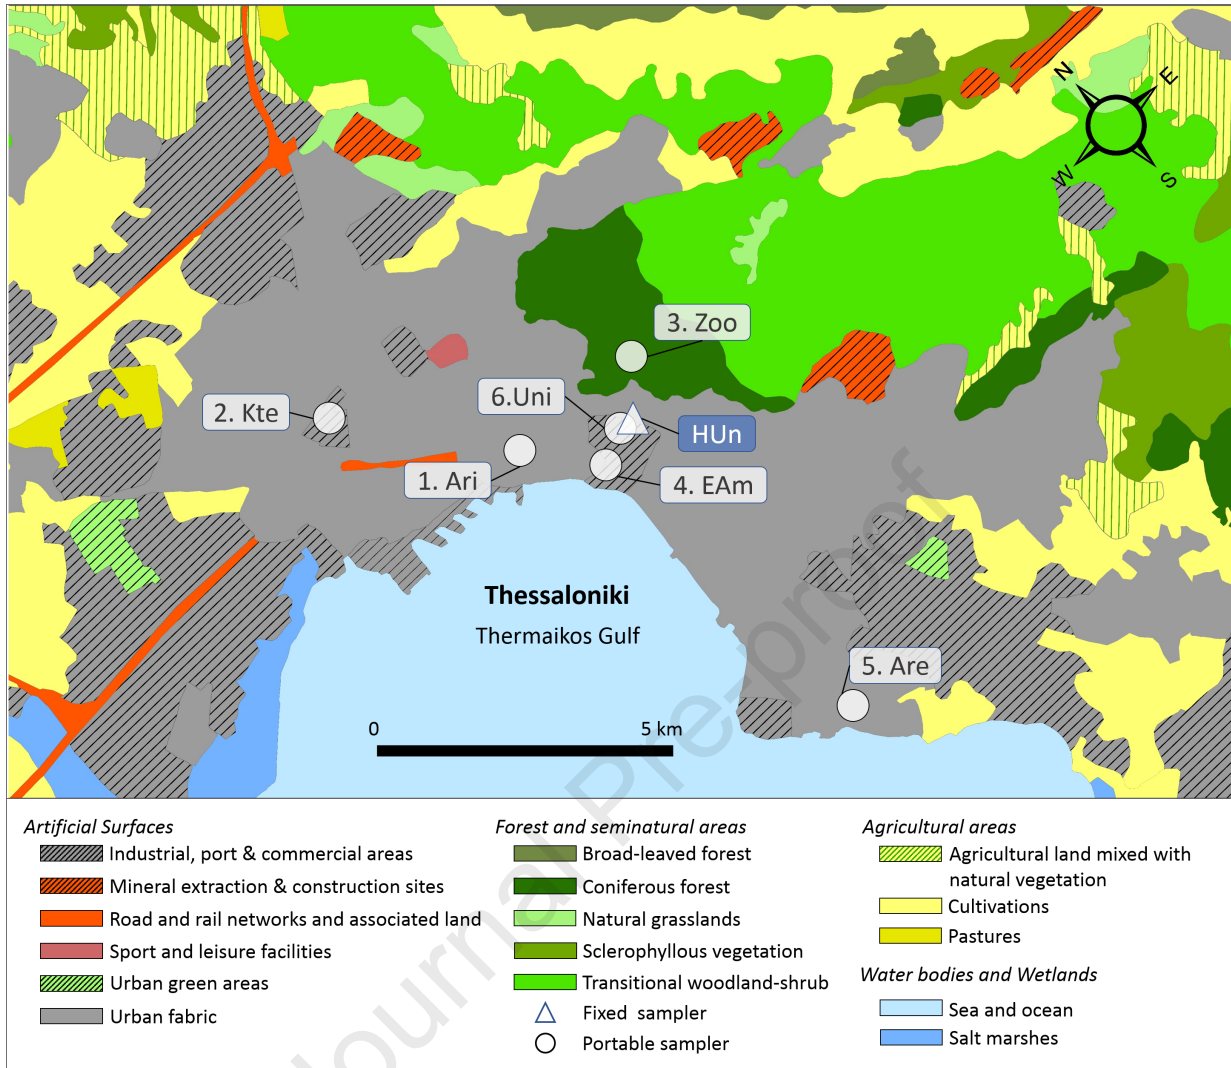 N
E
W
S
3. Zoo
6.Uni
2. Kte
HUn
1. Ari
4. EAm
Thessaloniki
Thermaikos Gulf
5. Are
0
5 km
Journal Pre-proof
Artificial Surfaces
Industrial, port & commercial areas
Mineral extraction & construction sites
Road and rail networks and associated land
Sport and leisure facilities
Urban green areas
Urban fabric
Forest and seminatural areas
Broad-leaved forest
Coniferous forest
Natural grasslands
Sclerophyllous vegetation
Transitional woodland-shrub
Fixed sampler
Portable sampler
Agricultural areas
Agricultural land mixed with
natural vegetation
Cultivations
Pastures
Water bodies and Wetlands
Sea and ocean
Salt marshes